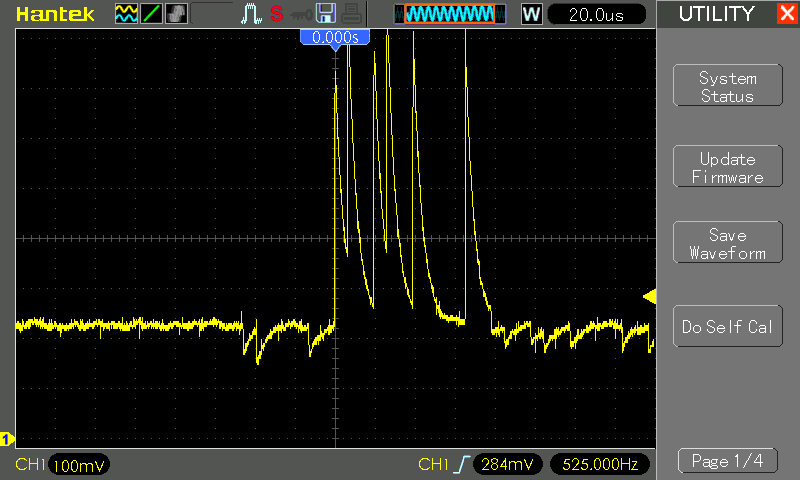 Hantek
S
W
20.0us
UTILITY
0.000s
System
Status
Update
Firmware
Save
Waveform
Do Self Cal
1
CH1 100mV
CH1 284mV
525.000Hz
Page 1/4